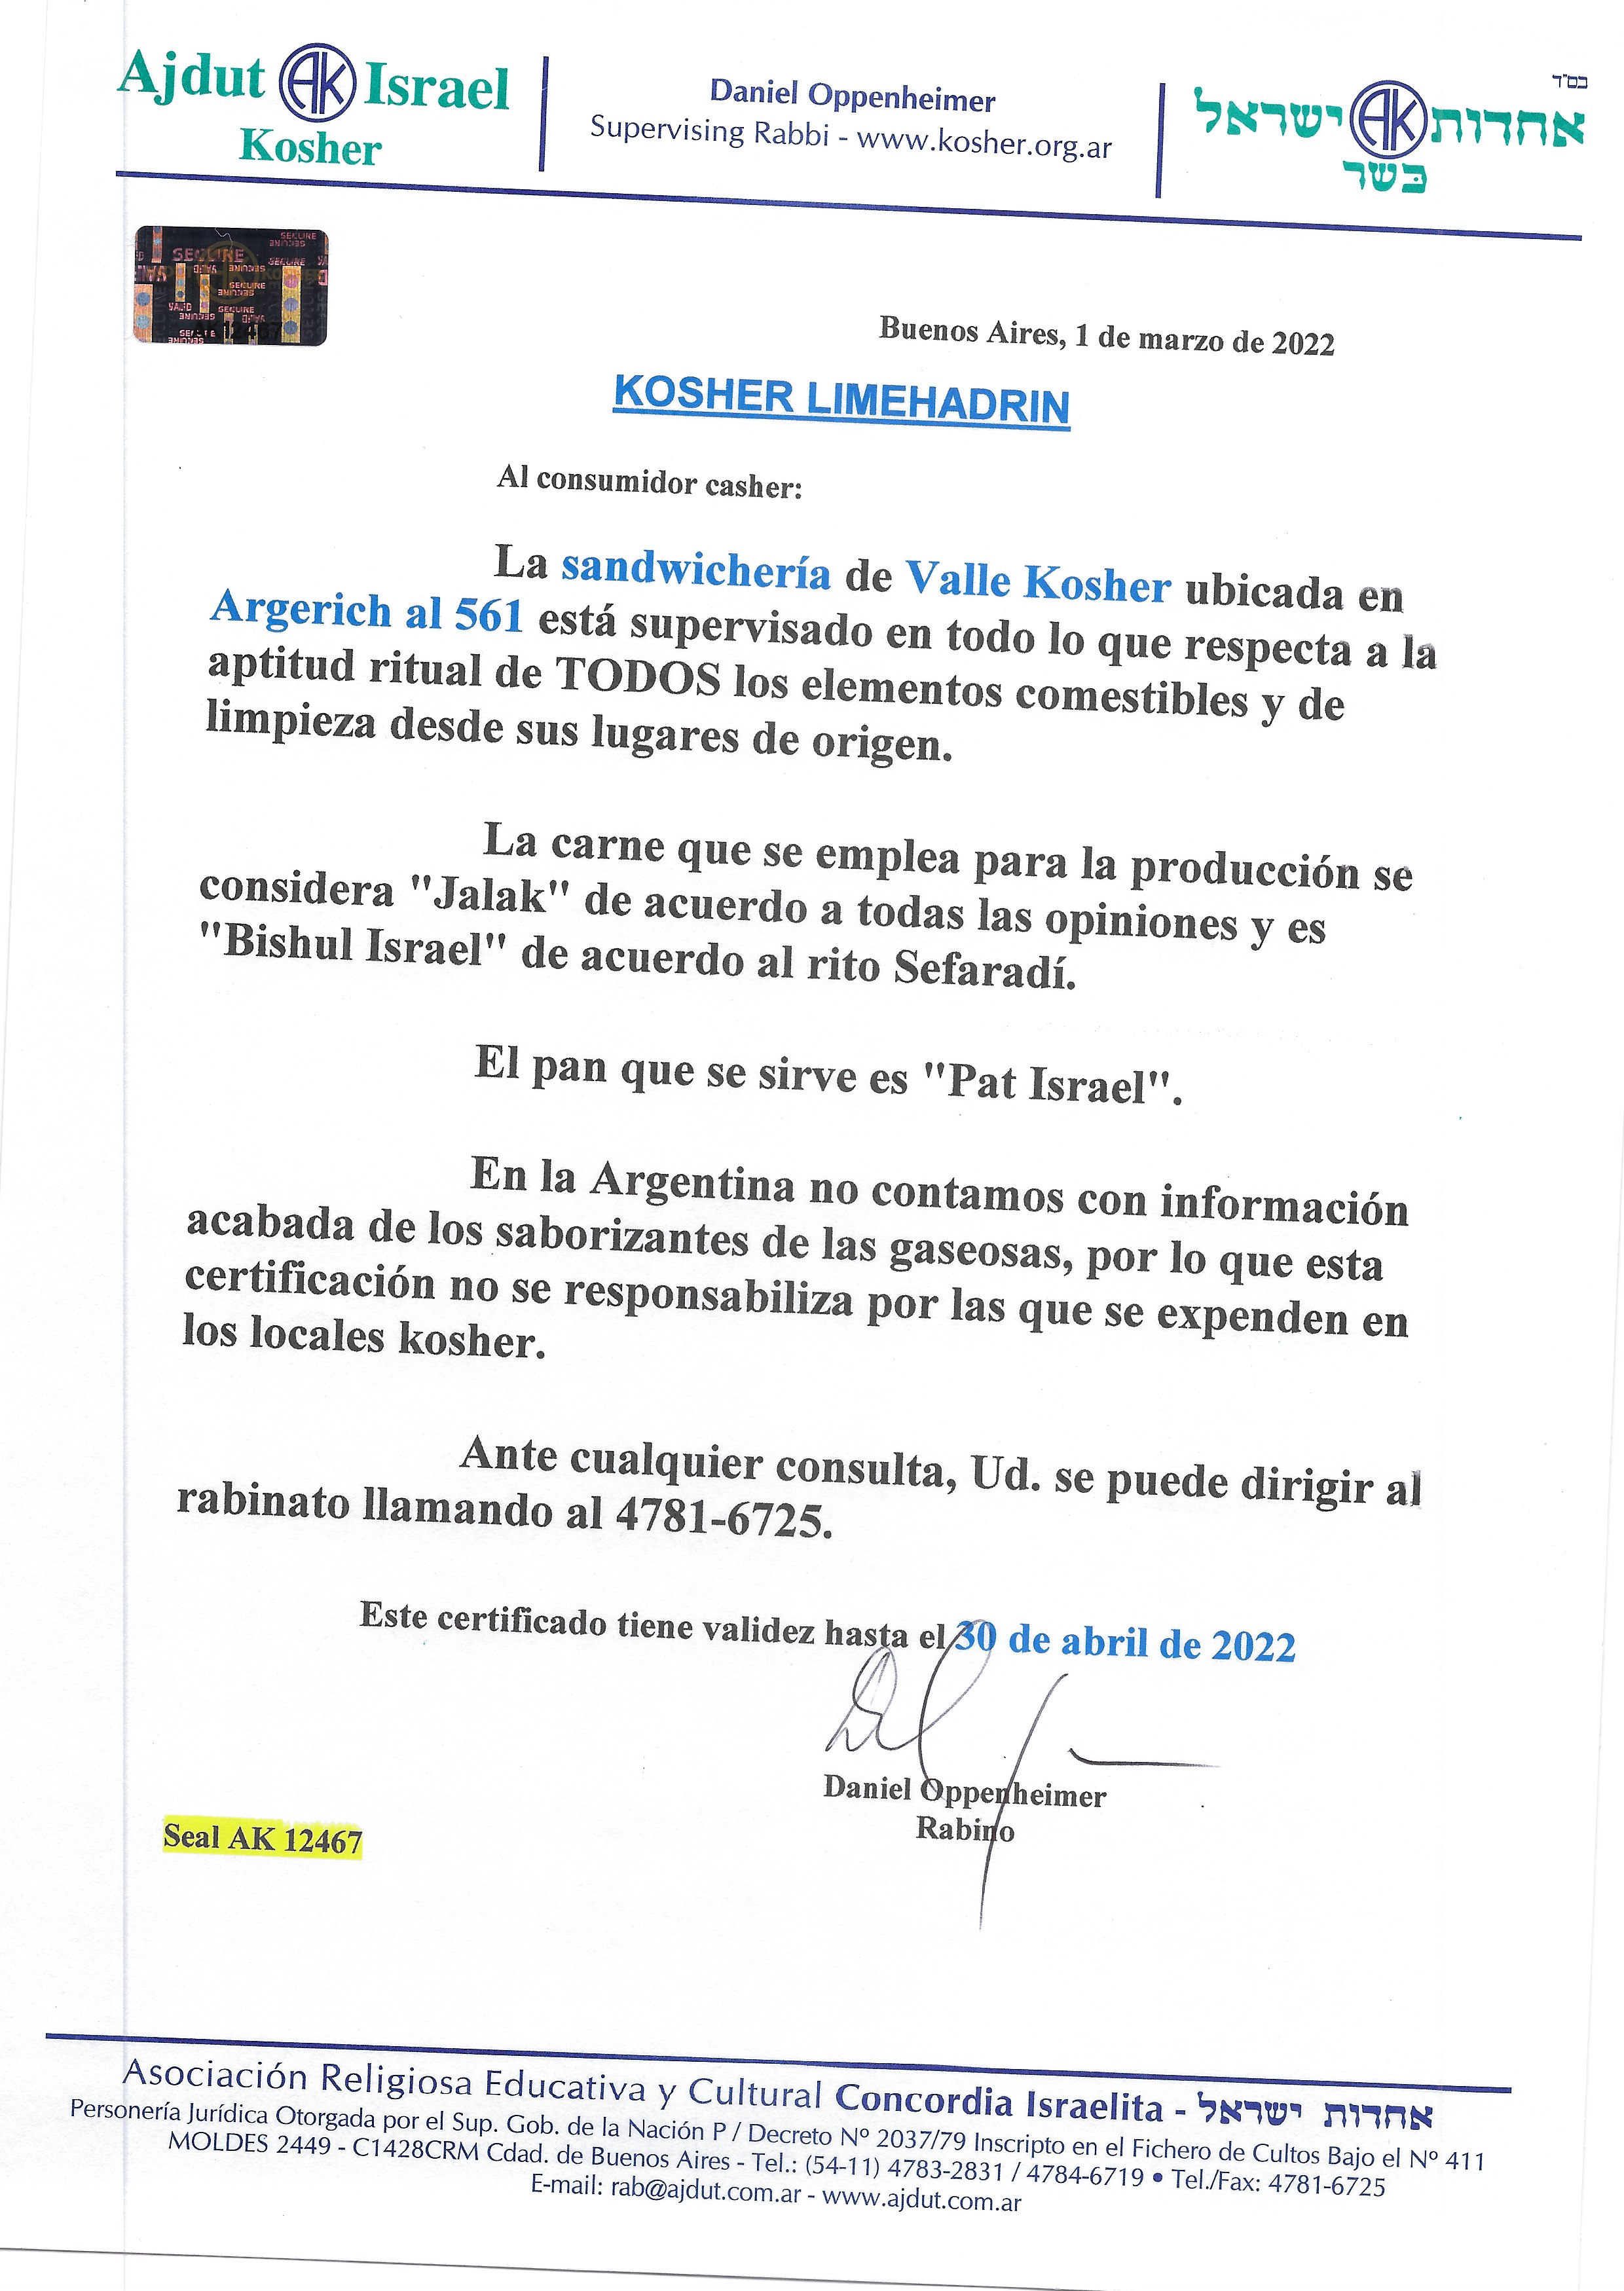 בס"ד
Ajdut AK Israel
Kosher
Daniel Oppenheimer
Supervising Rabbi - www.kosher.org.ar
אחדות AK ישראל
כשר
SECURE
VALID
AK 12467
Buenos Aires, 1 de marzo de 2022
KOSHER LIMEHADRIN
Al consumidor casher:
La sandwichería de Valle Kosher ubicada en
Argerich al 561 está supervisado en todo lo que respecta a la
aptitud ritual de TODOS los elementos comestibles y de
limpieza desde sus lugares de origen.
La carne que se emplea para la producción se
considera "Jalak" de acuerdo a todas las opiniones y es
"Bishul Israel" de acuerdo al rito Sefaradí.
El pan que se sirve es "Pat Israel".
En la Argentina no contamos con información
acabada de los saborizantes de las gaseosas, por lo que esta
certificación no se responsabiliza por las que se expenden en
los locales kosher.
Ante cualquier consulta, Ud. se puede dirigir al
rabinato llamando al 4781-6725.
Este certificado tiene validez hasta el 30 de abril de 2022
Daniel Oppenheimer
Rabino
Seal AK 12467
Asociación Religiosa Educativa y Cultural Concordia Israelita - אחדות ישראל
Personería Jurídica Otorgada por el Sup. Gob. de la Nación P / Decreto Nº 2037/79 Inscripto en el Fichero de Cultos Bajo el Nº 411
MOLDES 2449 - C1428CRM Cdad. de Buenos Aires - Tel.: (54-11) 4783-2831 / 4784-6719 • Tel./Fax: 4781-6725
E-mail: rab@ajdut.com.ar - www.ajdut.com.ar